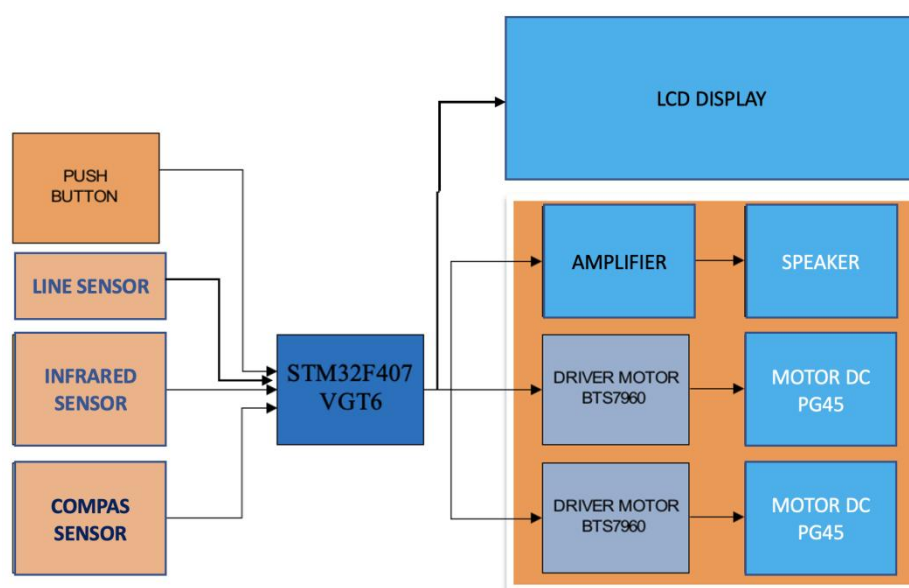 LCD DISPLAY
PUSH
BUTTON
LINE SENSOR
INFRARED
SENSOR
COMPAS
SENSOR
STM32F407
VGT6
AMPLIFIER
SPEAKER
DRIVER MOTOR
BTS7960
MOTOR DC
PG45
DRIVER MOTOR
BTS7960
MOTOR DC
PG45